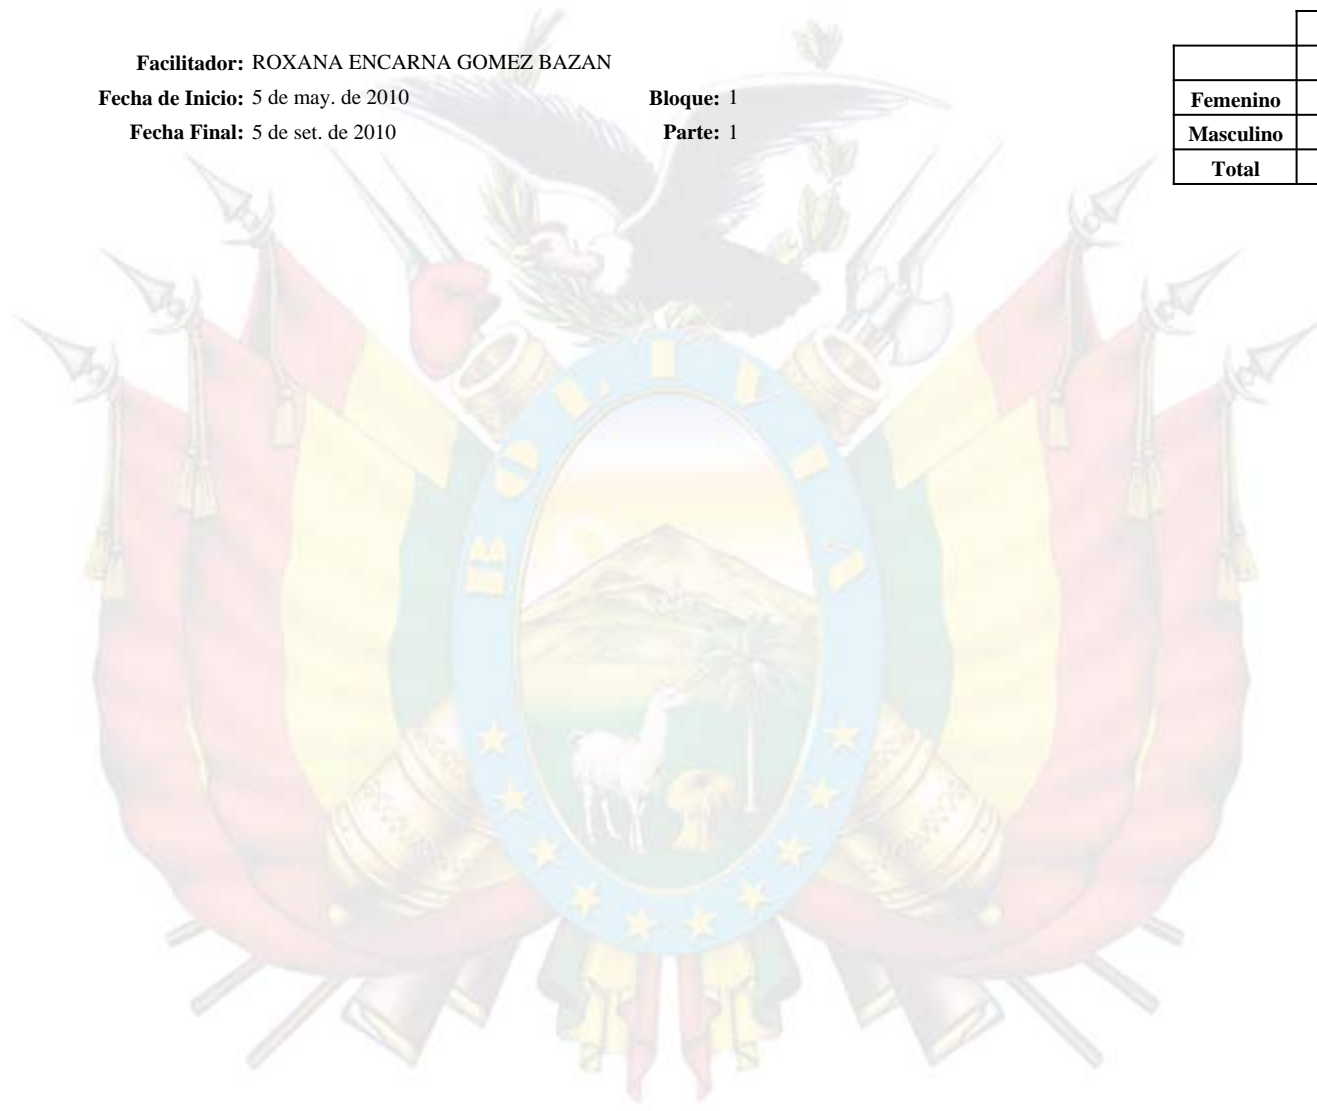 Facilitador: ROXANA ENCARNA GOMEZ BAZAN
Fecha de Inicio: 5 de may. de 2010 Bloque: 1
Fecha Final: 5 de set. de 2010 Parte: 1
Femenino
Masculino
Total
BOLIVIA